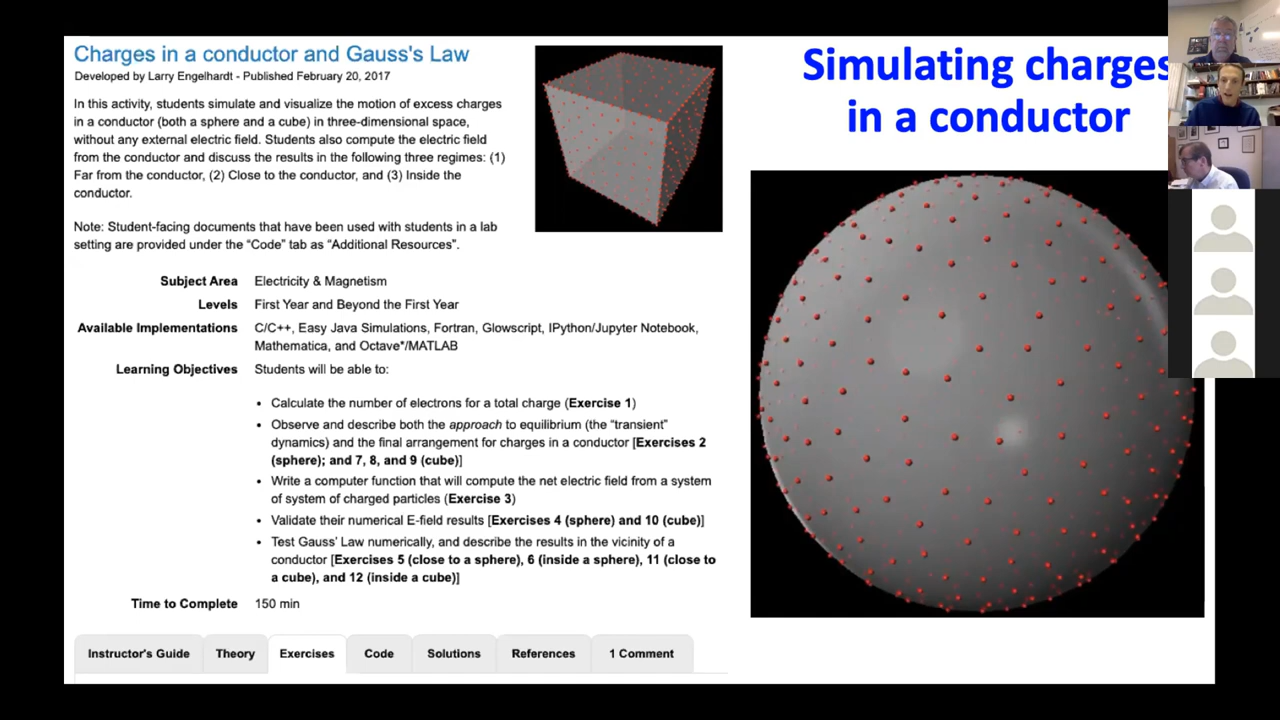 Charges in a conductor and Gauss's Law
Developed by Larry Engelhardt - Published February 20, 2017
In this activity, students simulate and visualize the motion of excess charges
in a conductor (both a sphere and a cube) in three-dimensional space,
without any external electric field. Students also compute the electric field
from the conductor and discuss the results in the following three regimes: (1)
Far from the conductor, (2) Close to the conductor, and (3) Inside the
conductor.
Note: Student-facing documents that have been used with students in a lab
setting are provided under the “Code” tab as “Additional Resources”.
Subject Area Electricity & Magnetism
Levels First Year and Beyond the First Year
Available Implementations C/C++, Easy Java Simulations, Fortran, Glowscript, IPython/Jupyter Notebook,
Mathematica, and Octave*/MATLAB
Learning Objectives Students will be able to:
• Calculate the number of electrons for a total charge (Exercise 1)
• Observe and describe both the approach to equilibrium (the “transient”
dynamics) and the final arrangement for charges in a conductor [Exercises 2
(sphere); and 7, 8, and 9 (cube)]
• Write a computer function that will compute the net electric field from a system
of system of charged particles (Exercise 3)
• Validate their numerical E-field results [Exercises 4 (sphere) and 10 (cube)]
• Test Gauss’ Law numerically, and describe the results in the vicinity of a
conductor [Exercises 5 (close to a sphere), 6 (inside a sphere), 11 (close to
a cube), and 12 (inside a cube)]
Time to Complete 150 min
Instructor's Guide Theory Exercises Code Solutions References 1 Comment
Simulating charges
in a conductor